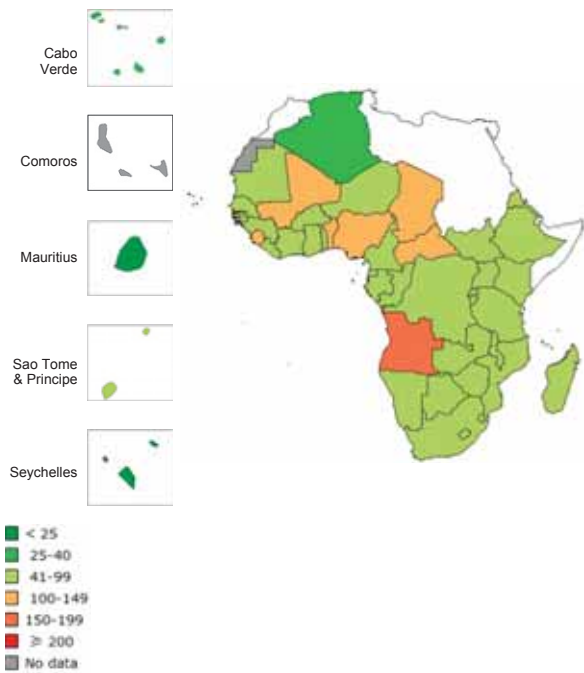 Cabo
Verde
Comoros
Mauritius
Sao Tome
& Principe
Seychelles
< 25
25-40
41-99
100-149
150-199
≥ 200
No data